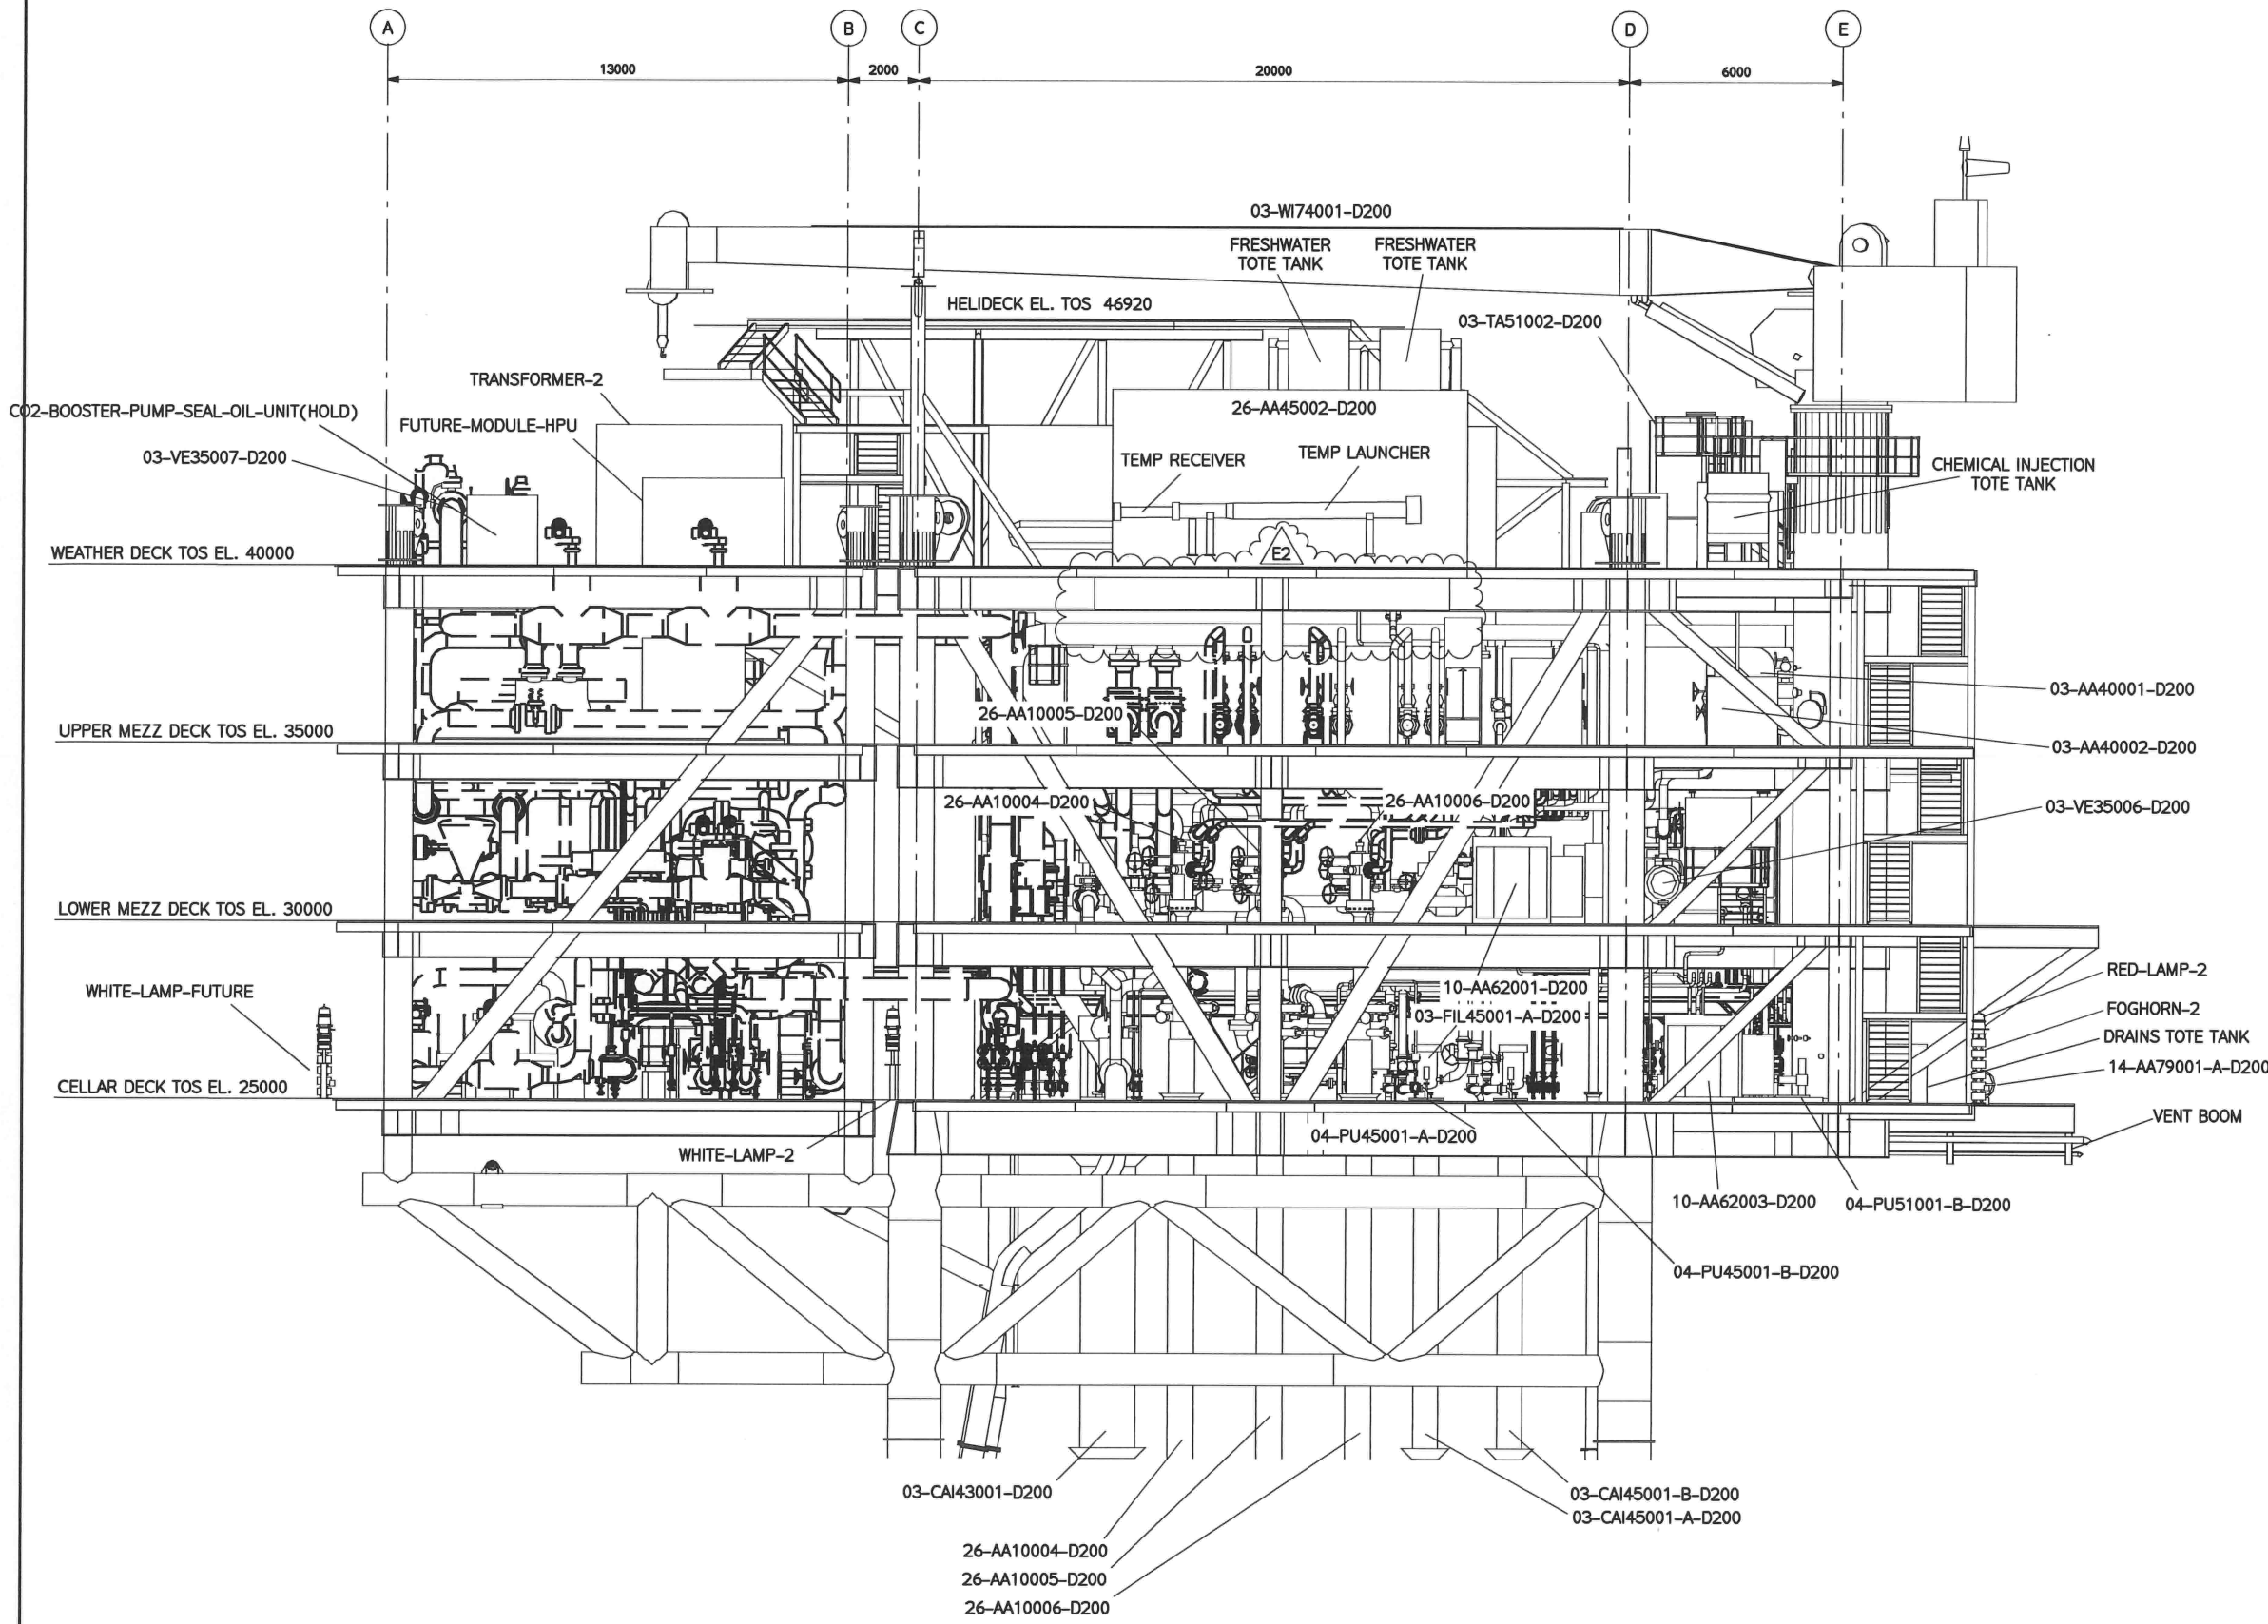 A
B
C
D
E
13000
2000
20000
6000
03-WI74001-D200
FRESHWATER
TOTE TANK
FRESHWATER
TOTE TANK
HELIDECK EL. TOS 46920
03-TA51002-D200
TRANSFORMER-2
CO2-BOOSTER-PUMP-SEAL-OIL-UNIT(HOLD)
FUTURE-MODULE-HPU
26-AA45002-D200
03-VE35007-D200
TEMP RECEIVER
TEMP LAUNCHER
CHEMICAL INJECTION
TOTE TANK
WEATHER DECK TOS EL. 40000
E2
03-AA40001-D200
26-AA10005-D200
UPPER MEZZ DECK TOS EL. 35000
03-AA40002-D200
26-AA10004-D200
26-AA10006-D200
03-VE35006-D200
LOWER MEZZ DECK TOS EL. 30000
RED-LAMP-2
WHITE-LAMP-FUTURE
10-AA62001-D200
FOGHORN-2
03-FIL45001-A-D200
DRAINS TOTE TANK
14-AA79001-A-D200
CELLAR DECK TOS EL. 25000
VENT BOOM
04-PU45001-A-D200
WHITE-LAMP-2
10-AA62003-D200
04-PU51001-B-D200
04-PU45001-B-D200
03-CAI43001-D200
03-CAI45001-B-D200
03-CAI45001-A-D200
26-AA10004-D200
26-AA10005-D200
26-AA10006-D200